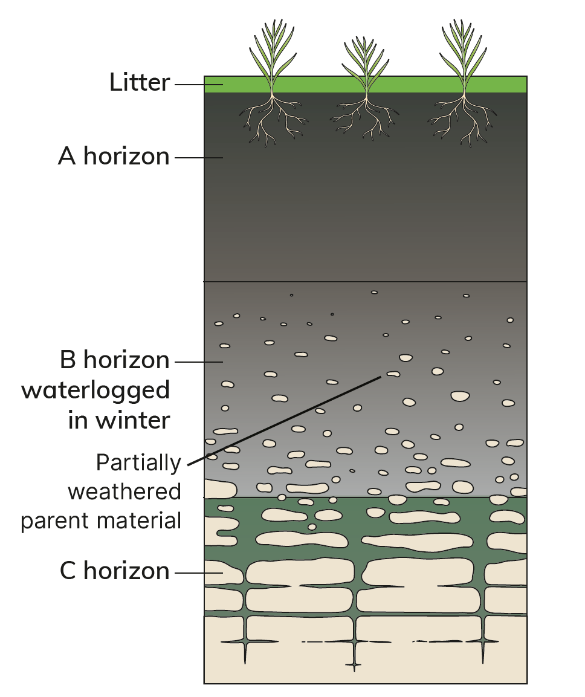 Litter
A horizon
B horizon
waterlogged
in winter
Partially
weathered
parent material
C horizon